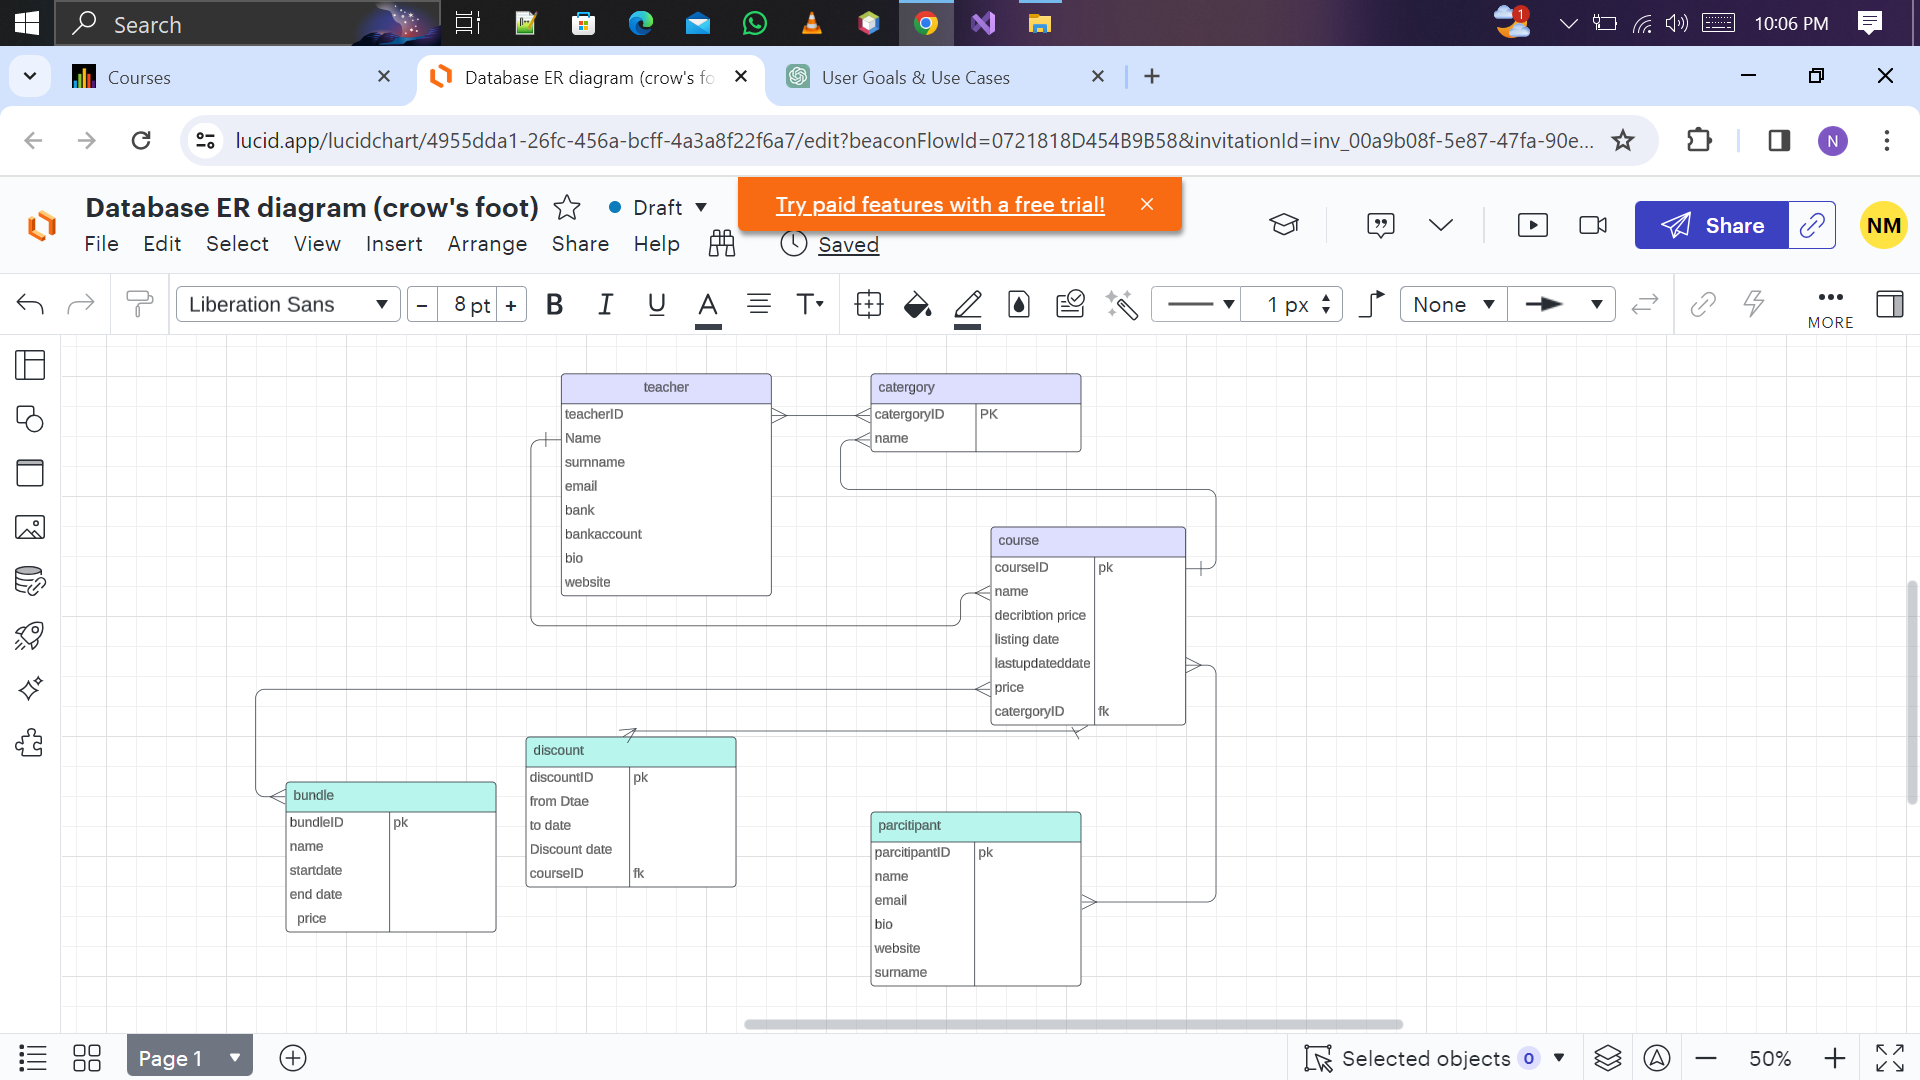 Search
1
10:06 PM
Courses
Database ER diagram (crow's fo
User Goals & Use Cases
lucid.app/lucidchart/4955dda1-26fc-456a-bcff-4a3a8f22f6a7/edit?beaconFlowId=0721818D454B9B58&invitationId=inv_00a9b08f-5e87-47fa-90e...
N
Database ER diagram (crow's foot)
Draft
Try paid features with a free trial!
File Edit Select View Insert Arrange Share Help
Saved
Share
NM
Liberation Sans
8 pt
B I U A T
1 px
None
MORE
teacher
teacherID
Name
surnname
email
bank
bankaccount
bio
website
catergory
catergoryID PK
name
course
courseID pk
name
decribtion price
listing date
lastupdateddate
price
catergoryID fk
discount
discountID pk
from Dtae
to date
Discount date
courseID fk
bundle
bundleID pk
name
startdate
end date
price
parcitipant
parcitipantID pk
name
email
bio
website
surname
Page 1
Selected objects 0
50%